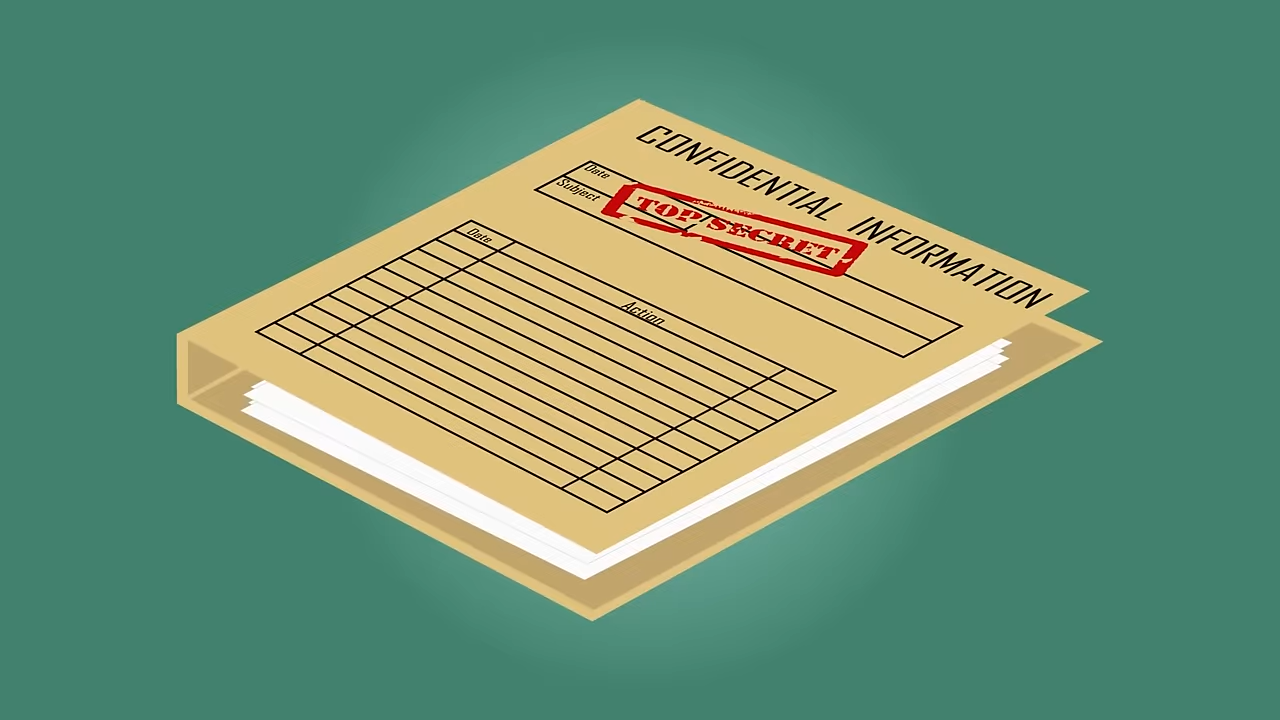 CONFIDENTIAL INFORMATION
Date
Subject
TOP SECRET
Date
Action